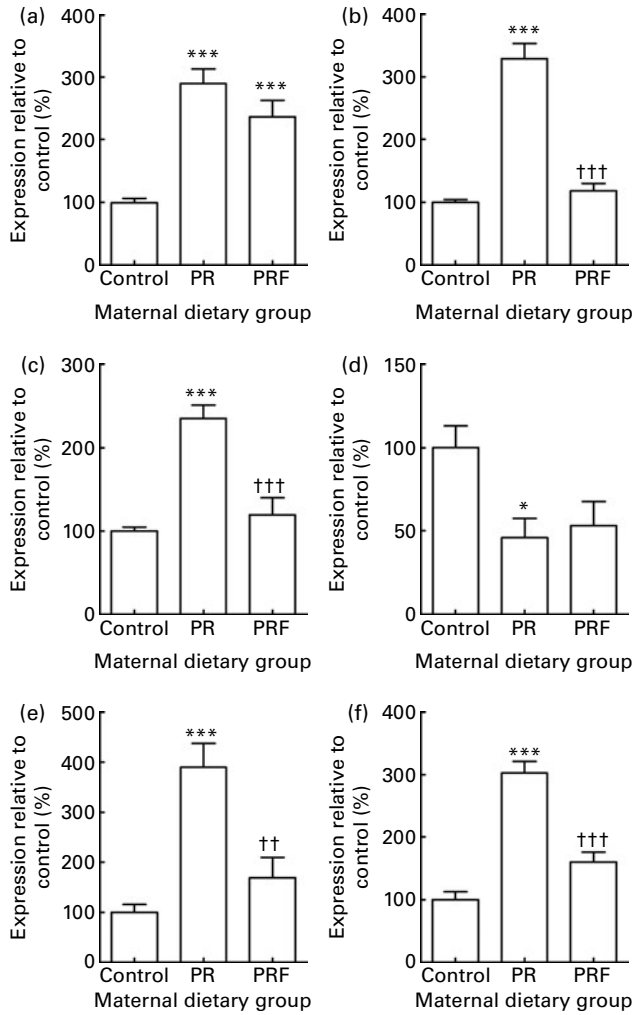 (a)
Expression relative to
control (%)
400
300
200
100
0
***
***
Control PR PRF
Maternal dietary group
(b)
Expression relative to
control (%)
400
300
200
100
0
***
†††
Control PR PRF
Maternal dietary group
(c)
Expression relative to
control (%)
300
200
100
0
***
†††
Control PR PRF
Maternal dietary group
(d)
Expression relative to
control (%)
150
100
50
0
*
Control PR PRF
Maternal dietary group
(e)
Expression relative to
control (%)
500
400
300
200
100
0
***
††
Control PR PRF
Maternal dietary group
(f)
Expression relative to
control (%)
400
300
200
100
0
***
†††
Control PR PRF
Maternal dietary group